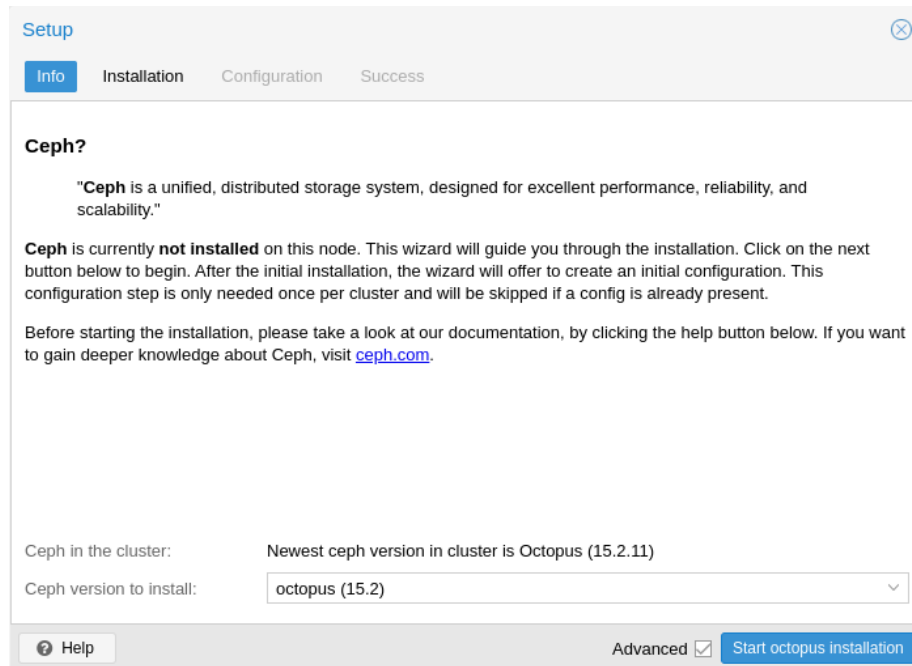 Setup
Info Installation Configuration Success
Ceph?
"Ceph is a unified, distributed storage system, designed for excellent performance, reliability, and
scalability."
Ceph is currently not installed on this node. This wizard will guide you through the installation. Click on the next
button below to begin. After the initial installation, the wizard will offer to create an initial configuration. This
configuration step is only needed once per cluster and will be skipped if a config is already present.
Before starting the installation, please take a look at our documentation, by clicking the help button below. If you want
to gain deeper knowledge about Ceph, visit ceph.com.
Ceph in the cluster: Newest ceph version in cluster is Octopus (15.2.11)
Ceph version to install: octopus (15.2)
Help Advanced Start octopus installation